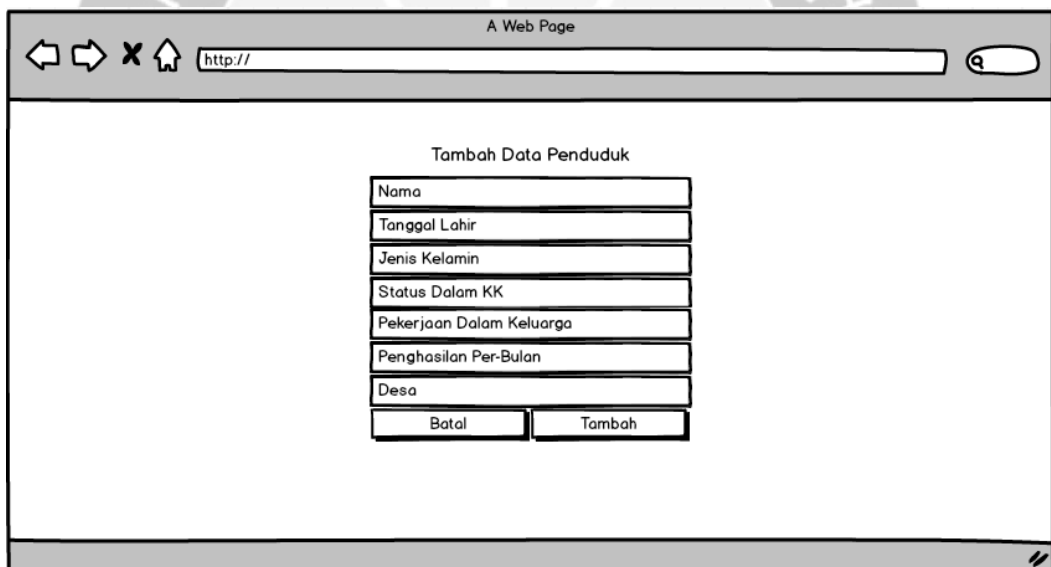 A Web Page
http://
Tambah Data Penduduk
Nama
Tanggal Lahir
Jenis Kelamin
Status Dalam KK
Pekerjaan Dalam Keluarga
Penghasilan Per-Bulan
Desa
Batal Tambah